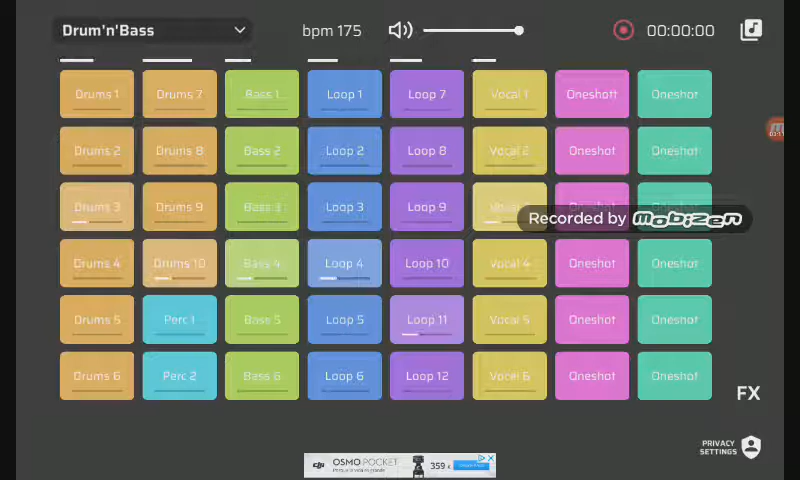 Drum'n'Bass bpm 175 00:00:00
Drums 1 Drums 7 Bass 1 Loop 1 Loop 7 Vocal 1 Oneshott Oneshot
Drums 2 Drums 8 Bass 2 Loop 2 Loop 8 Vocal 2 Oneshot Oneshot
Drums 3 Drums 9 Bass 3 Loop 3 Loop 9
Recorded by Mobizen
Drums 4 Drums 10 Bass 4 Loop 4 Loop 10 Vocal 4 Oneshot Oneshot
Drums 5 Perc 1 Bass 5 Loop 5 Loop 11 Vocal 5 Oneshot Oneshot
Drums 6 Perc 2 Bass 6 Loop 6 Loop 12 Vocal 6 Oneshot Oneshot
FX
PRIVACY
SETTINGS
dji OSMO POCKET 359 €